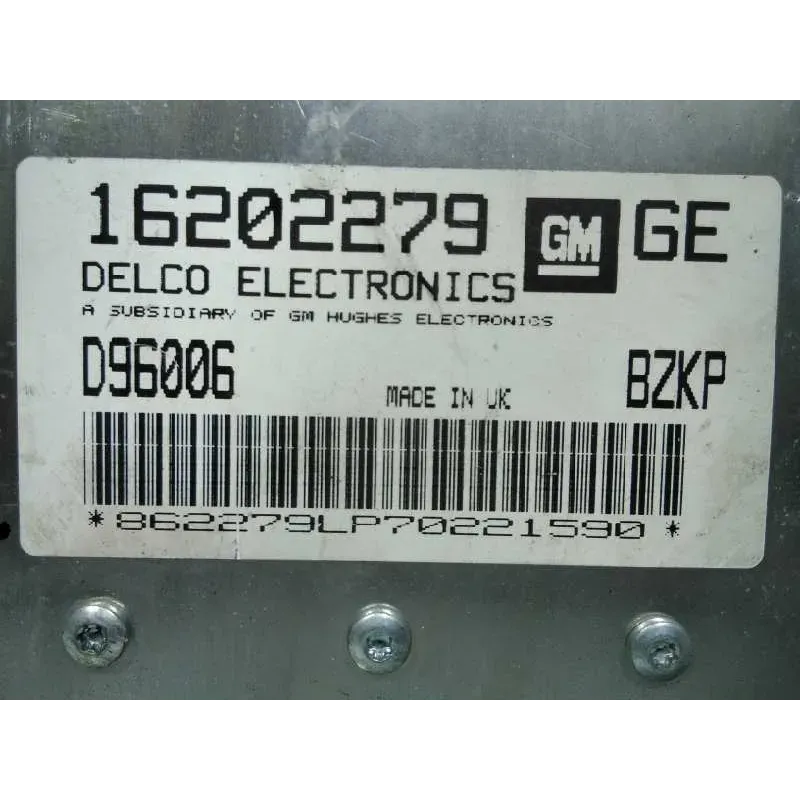 16202279 GM GE
DELCO ELECTRONICS
A SUBSIDIARY OF GM HUGHES ELECTRONICS
D96006 MADE IN UK BZKP
*862279LP70221590*